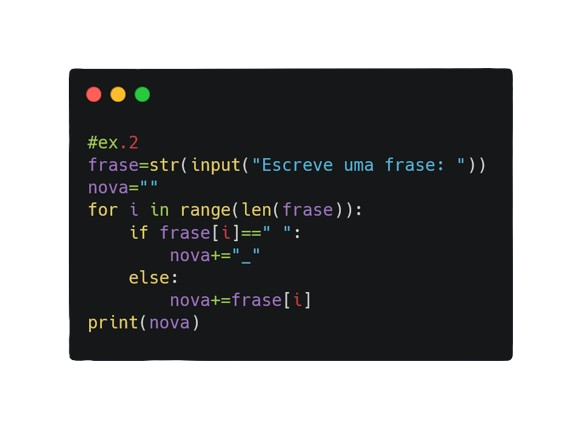 #ex.2
frase=str(input("Escreve uma frase: "))
nova=""
for i in range(len(frase)):
    if frase[i]==" ":
        nova+="_"
    else:
        nova+=frase[i]
print(nova)